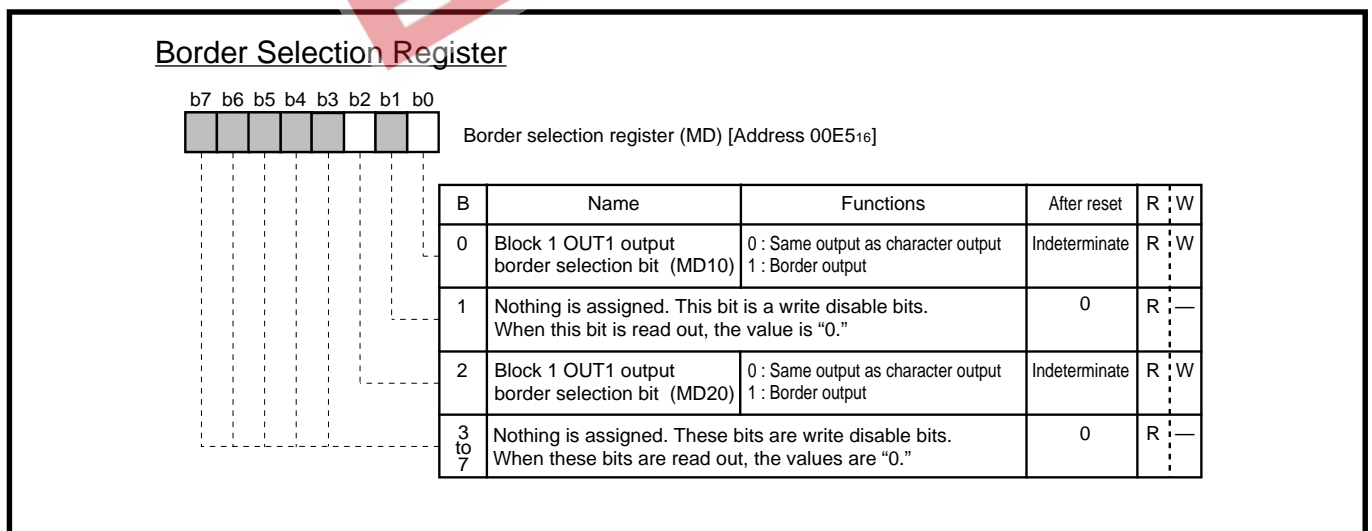 Border Selection Register
b7 b6 b5 b4 b3 b2 b1 b0
Border selection register (MD) [Address 00E516]
B Name Functions After reset R W
0 Block 1 OUT1 output border selection bit (MD10) 0 : Same output as character output 1 : Border output Indeterminate R W
1 Nothing is assigned. This bit is a write disable bits. When this bit is read out, the value is “0.” 0 R —
2 Block 1 OUT1 output border selection bit (MD20) 0 : Same output as character output 1 : Border output Indeterminate R W
3 to 7 Nothing is assigned. These bits are write disable bits. When these bits are read out, the values are “0.” 0 R —